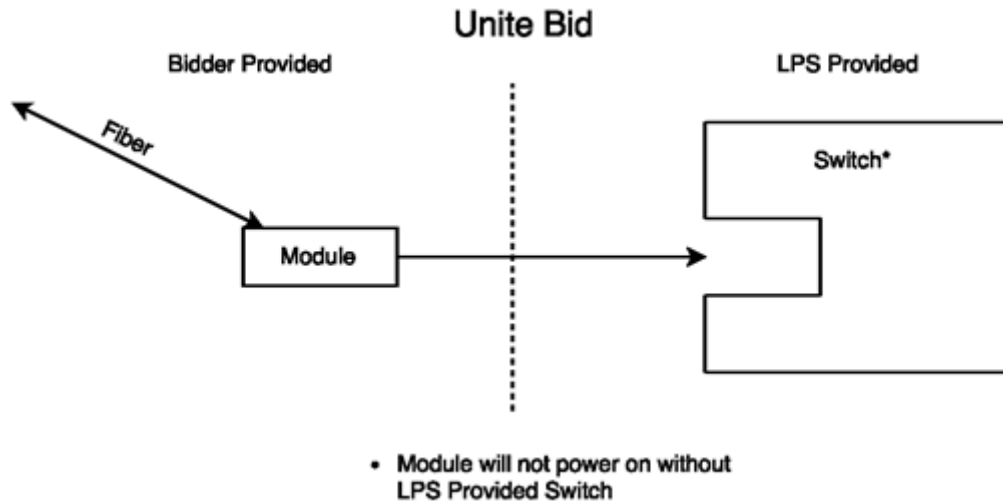 Unite Bid
Bidder Provided
LPS Provided
Fiber
Switch*
Module
• Module will not power on without
LPS Provided Switch